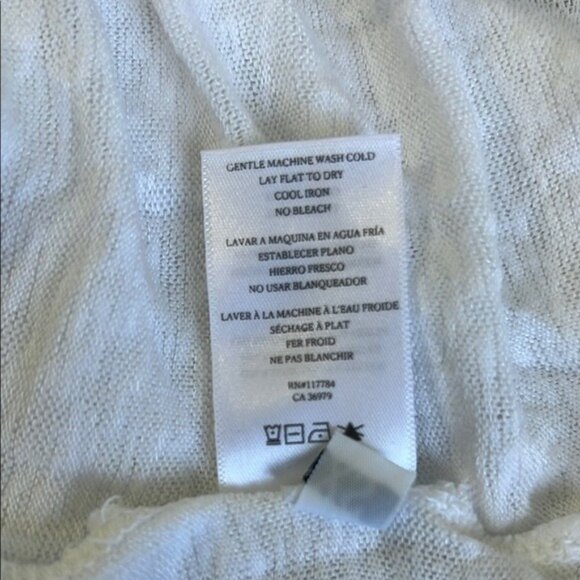 GENTLE MACHINE WASH COLD
LAY FLAT TO DRY
COOL IRON
NO BLEACH
LAVAR A MAQUINA EN AGUA FRÍA
ESTABLECER PLANO
HIERRO FRESCO
NO USAR BLANQUEADOR
LAVER À LA MACHINE À L'EAU FROIDE
SÉCHAGE À PLAT
FER FROID
NE PAS BLANCHIR
RN#117784
CA 36979